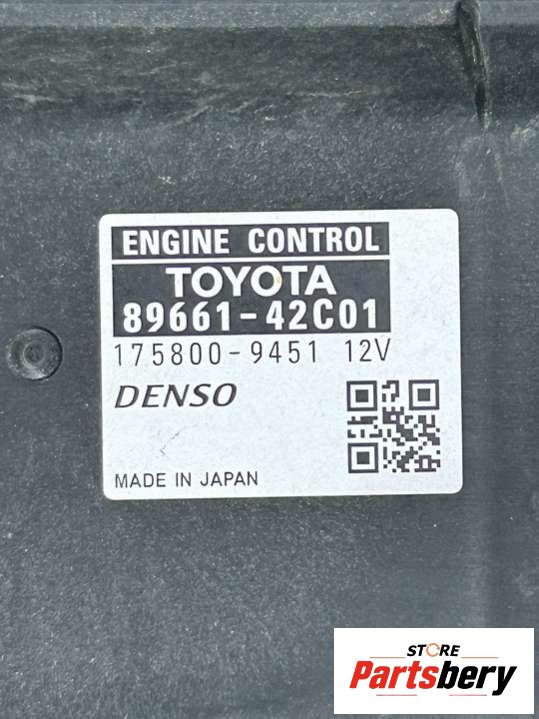 ENGINE CONTROL
TOYOTA
89661-42C01
175800-9451 12V
DENSO
MADE IN JAPAN
STORE
Partsbery